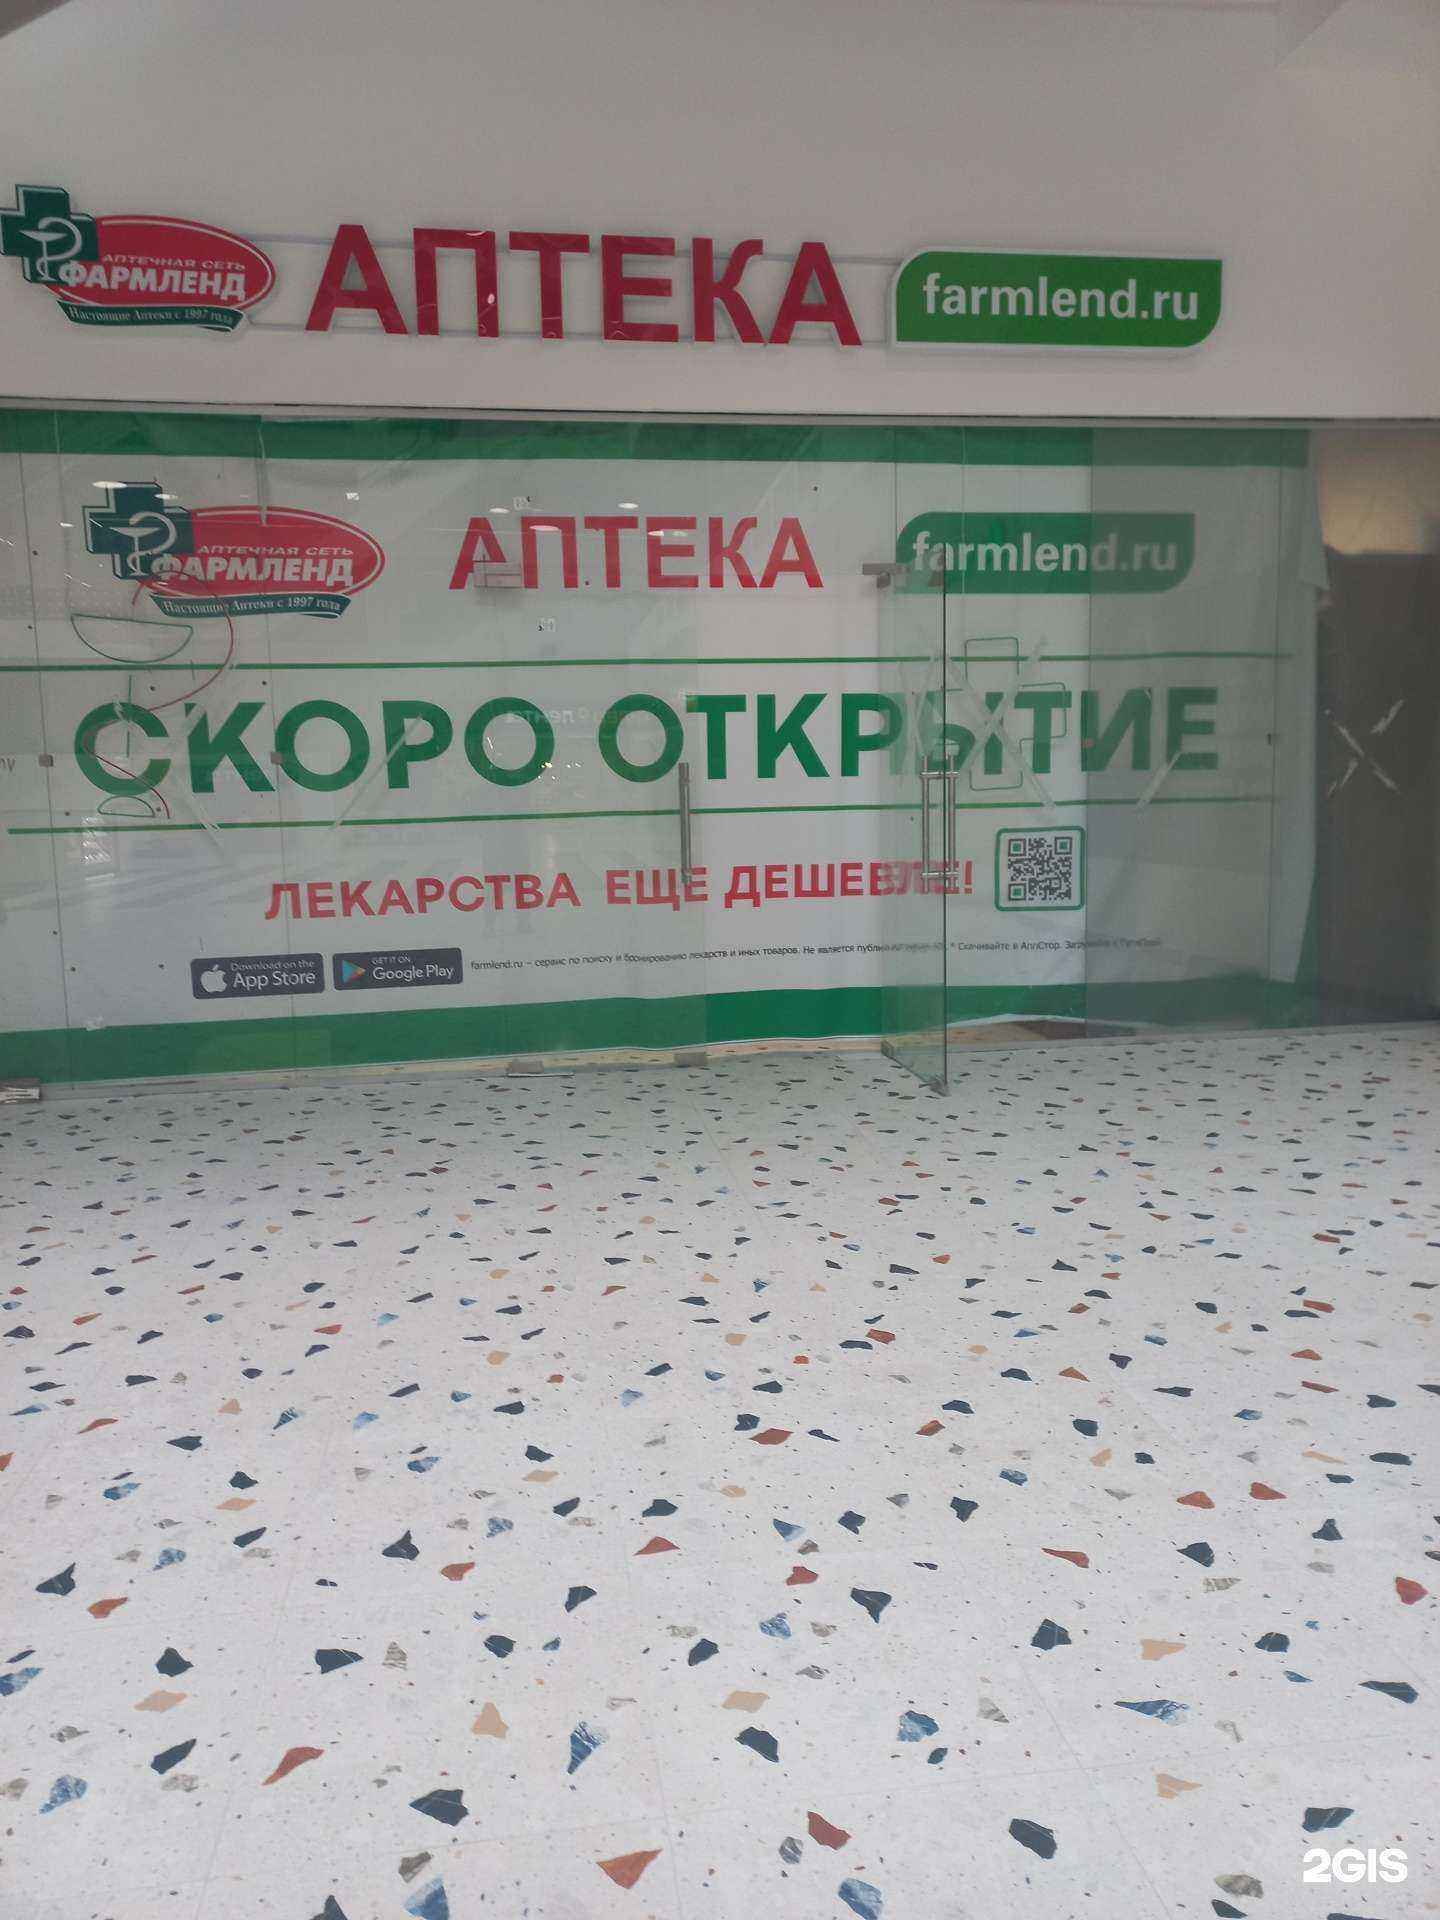 АПТЕЧНАЯ СЕТЬ
ФАРМЛЕНД
Настоящие Аптеки с 1997 года
АПТЕКА
farmlend.ru
АПТЕЧНАЯ СЕТЬ
ФАРМЛЕНД
Настоящие Аптеки с 1997 года
АПТЕКА
farmlend.ru
СКОРО ОТКРЫТИЕ
ЛЕКАРСТВА ЕЩЕ ДЕШЕВЛЕ!
Download on the
App Store
GET IT ON
Google Play
farmlend.ru – сервис по поиску и бронированию лекарств и иных товаров. Не является * Скачивайте в АппСтор.
2GIS